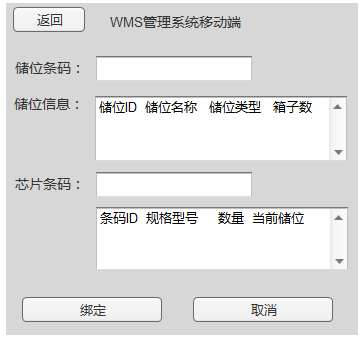 返回 WMS管理系统移动端
储位条码：
储位信息： 储位ID 储位名称 储位类型 箱子数
芯片条码：
条码ID 规格型号 数量 当前储位
绑定 取消